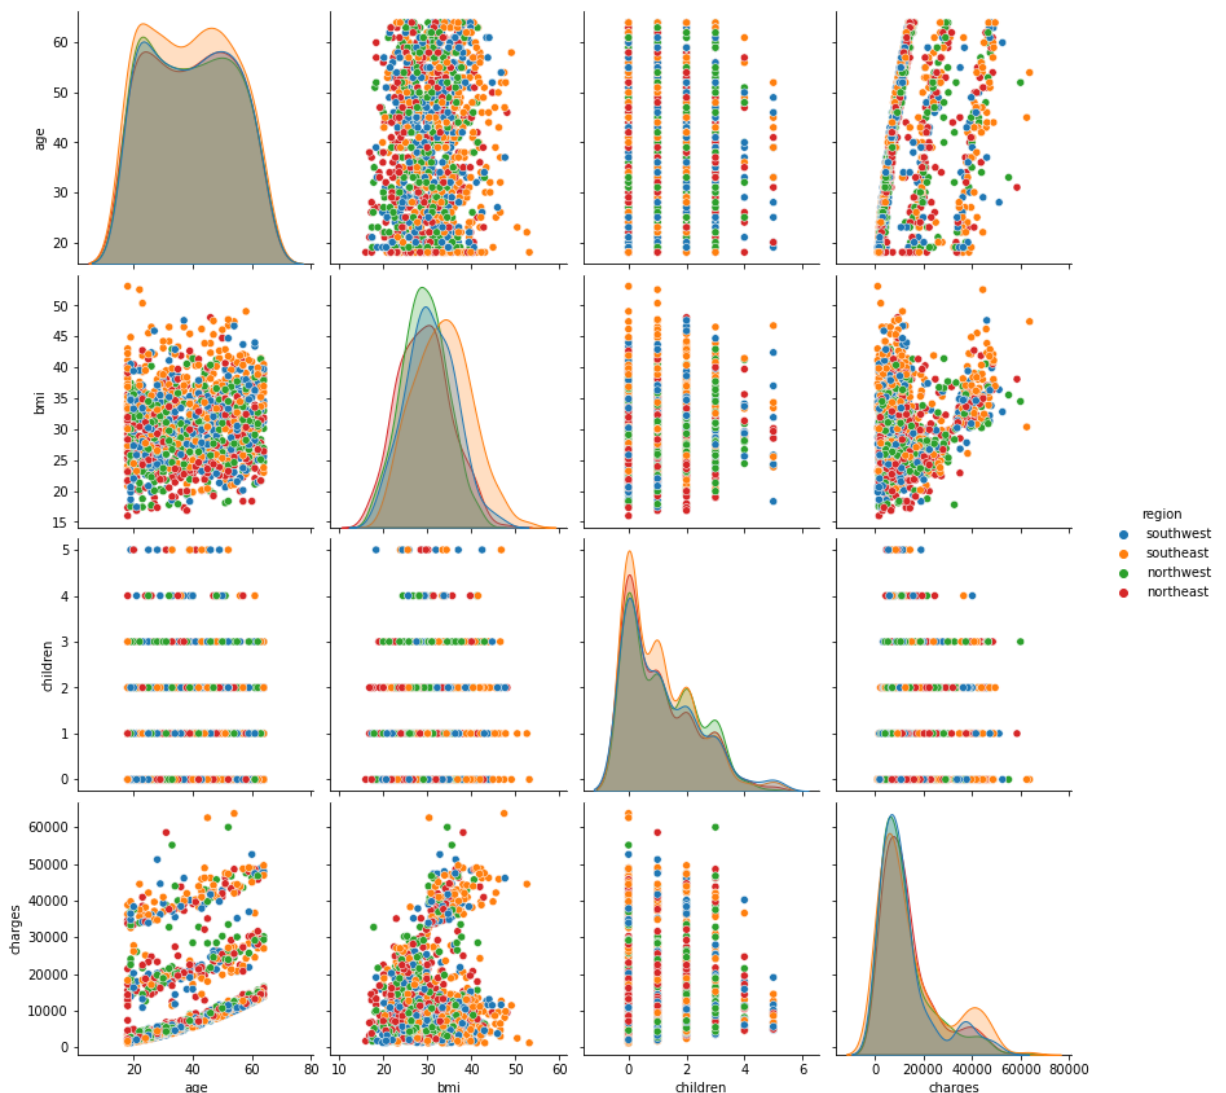 60
50
40
30
20
age
50
45
40
35
30
25
20
15
bmi
region
southwest
southeast
northwest
northeast
5
4
3
2
1
0
children
60000
50000
40000
30000
20000
10000
0
charges
20 40 60 80
10 20 30 40 50 60
0 2 4 6
0 20000 40000 60000 80000
age bmi children charges